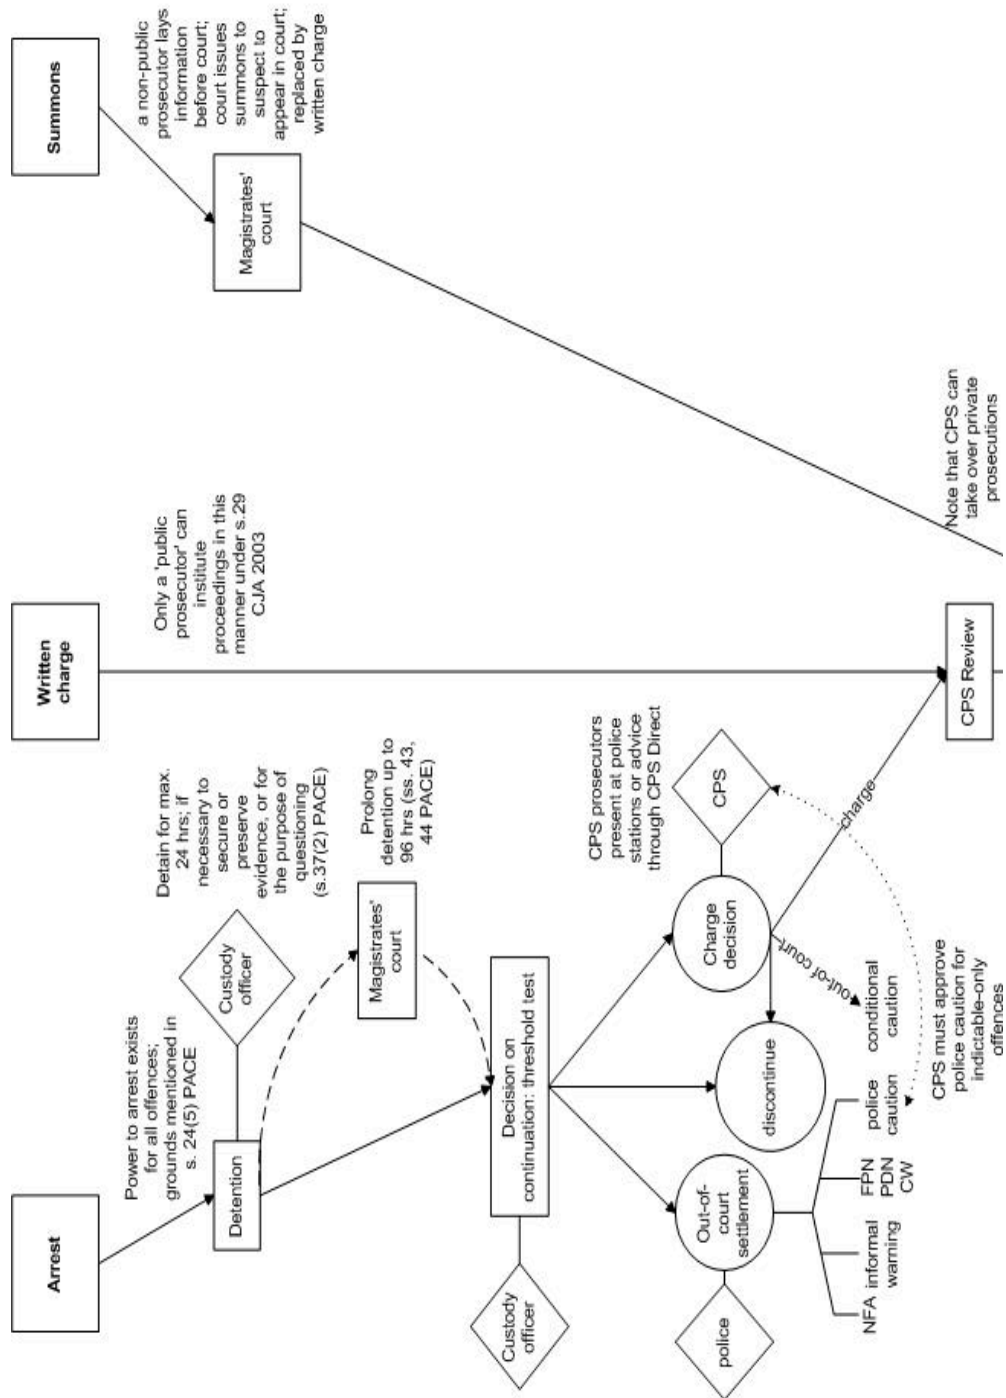 Arrest
Written
charge
Summons
Power to arrest exists
for all offences;
grounds mentioned in
s. 24(5) PACE
Detention
Custody
officer
Detain for max.
24 hrs; if
necessary to
secure or
preserve
evidence, or for
the purpose of
questioning
(s.37(2) PACE)
Only a 'public
prosecutor' can
institute
proceedings in this
manner under s.29
CJA 2003
a non-public
prosecutor lays
information
before court;
court issues
summons to
suspect to
appear in court;
replaced by
written charge
Magistrates'
court
Magistrates'
court
Prolong
detention up to
96 hrs (ss. 43,
44 PACE)
Custody
officer
Decision on
continuation: threshold test
CPS prosecutors
present at police
stations or advice
through CPS Direct
police
Out-of-
court
settlement
discontinue
Charge
decision
CPS
out-of court
charge
NFA
informal
warning
FPN
PDN
CW
police
caution
conditional
caution
CPS must approve
police caution for
indictable-only
offences
CPS Review
Note that CPS can
take over private
prosecutions